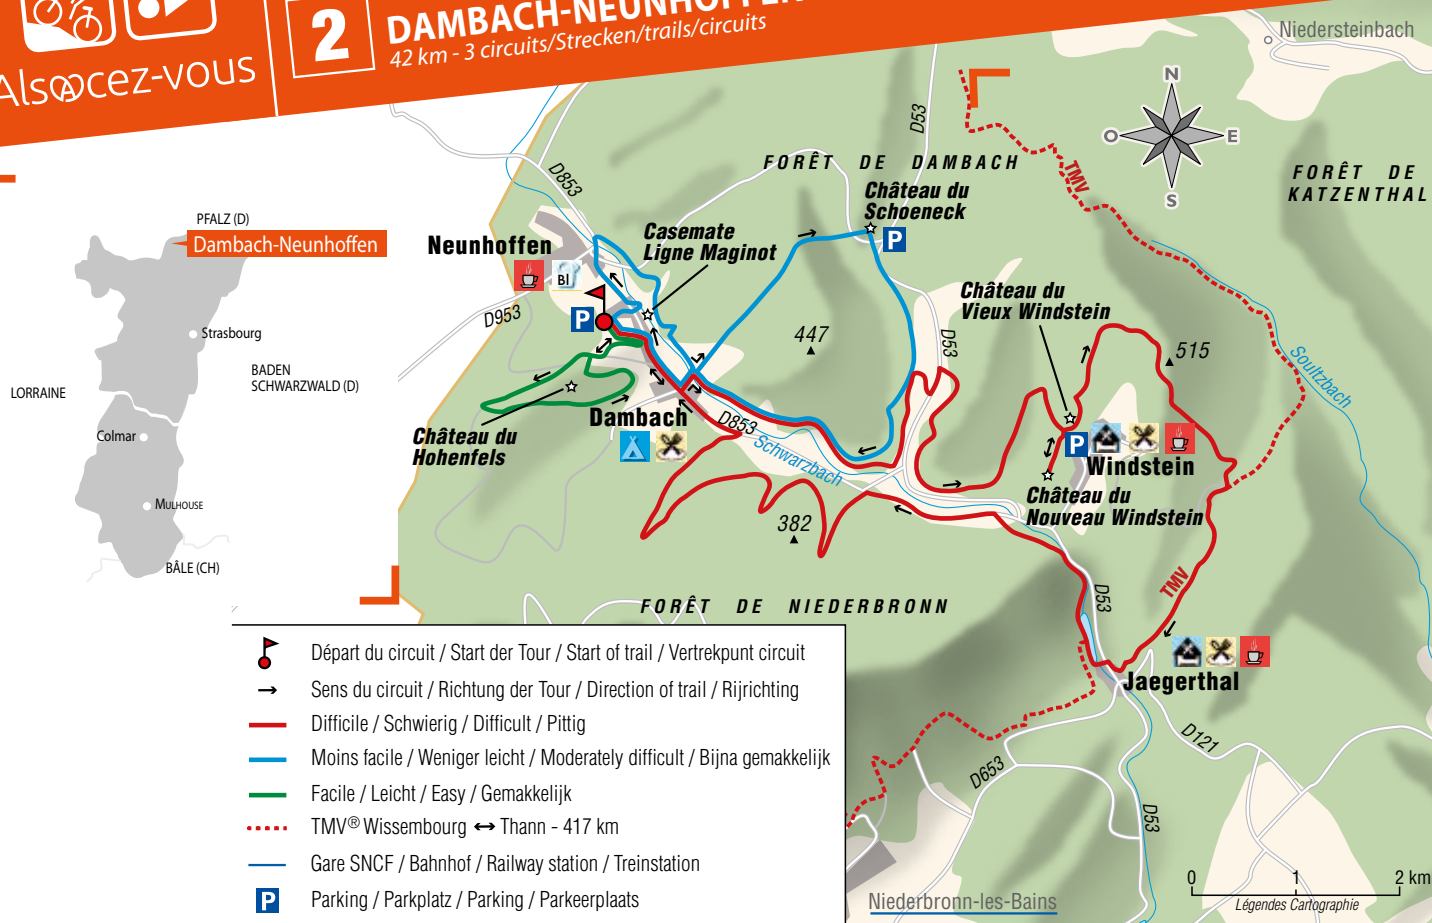 Alsacez-vous
2
DAMBACH-NEUNHOFFEN
42 km - 3 circuits/Strecken/trails/circuits
Niedersteinbach
N
O
E
S
D53
FORÊT DE DAMBACH
TMV
FORÊT DE
KATZENTHAL
D853
Château du
Schoeneck
P
PFALZ (D)
Dambach-Neunhoffen
Neunhoffen
BI
Casemate
Ligne Maginot
Strasbourg
BADEN
SCHWARZWALD (D)
LORRAINE
Colmar
MULHOUSE
BÂLE (CH)
D953
P
447
Château du
Vieux Windstein
D53
515
Soultzbach
Dambach
D853
Schwarzbach
Château du
Hohenfels
P
Windstein
Château du
Nouveau Windstein
382
FORÊT DE NIEDERBRONN
D53
TMV
Jaegerthal
D121
D653
D53
Niederbronn-les-Bains
Départ du circuit / Start der Tour / Start of trail / Vertrekpunt circuit
Sens du circuit / Richtung der Tour / Direction of trail / Rijrichting
Difficile / Schwierig / Difficult / Pittig
Moins facile / Weniger leicht / Moderately difficult / Bijna gemakkelijk
Facile / Leicht / Easy / Gemakkelijk
TMV® Wissembourg ↔ Thann - 417 km
Gare SNCF / Bahnhof / Railway station / Treinstation
P Parking / Parkplatz / Parking / Parkeerplaats
0 1 2 km
Légendes Cartographie